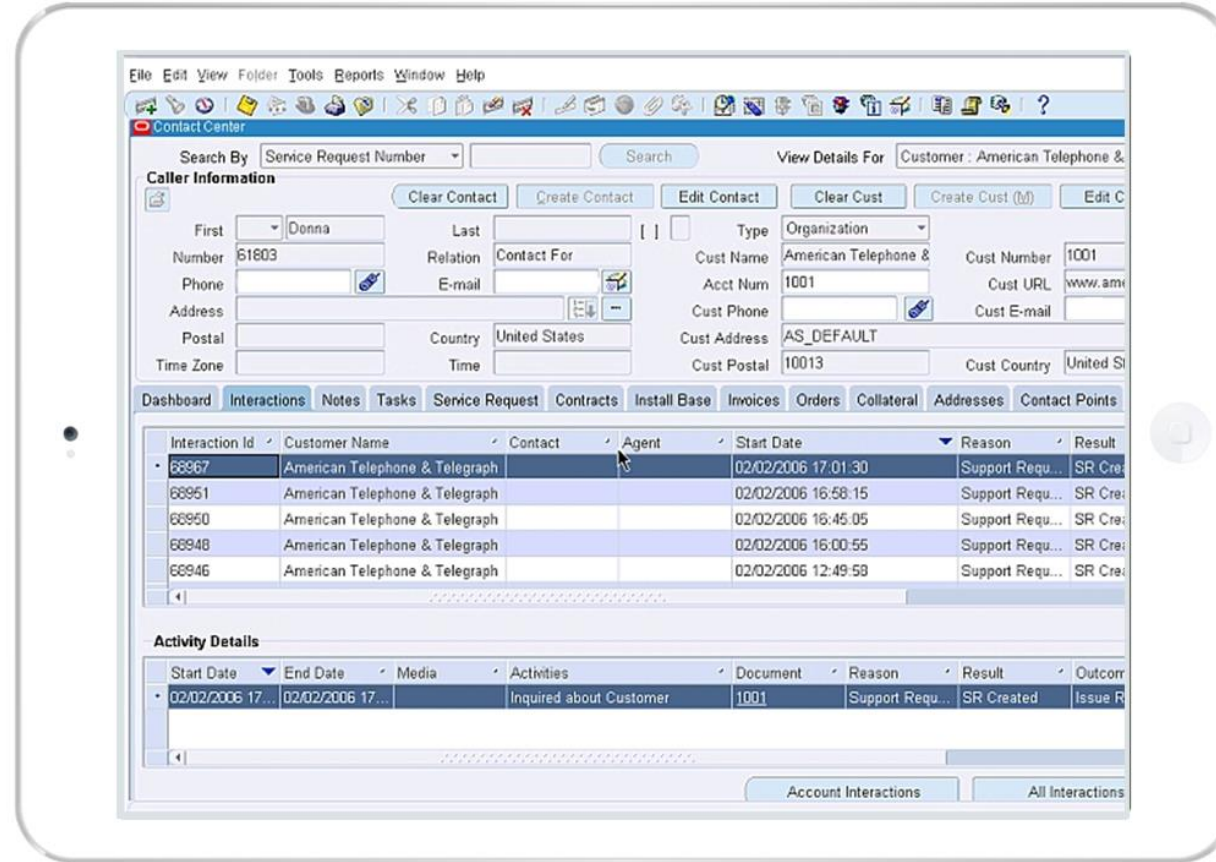 File Edit View Folder Tools Reports Window Help
?
Contact Center
Search By Service Request Number Search View Details For Customer : American Telephone &
Caller Information
Clear Contact Create Contact Edit Contact Clear Cust Create Cust (M) Edit C
First Donna Last [ ] Type Organization
Number 61803 Relation Contact For Cust Name American Telephone & Cust Number 1001
Phone E-mail Acct Num 1001 Cust URL www.ame
Address Cust Phone Cust E-mail
Postal Country United States Cust Address AS_DEFAULT
Time Zone Time Cust Postal 10013 Cust Country United St
Dashboard Interactions Notes Tasks Service Request Contracts Install Base Invoices Orders Collateral Addresses Contact Points
Interaction Id Customer Name Contact Agent Start Date Reason Result
68967 American Telephone & Telegraph 02/02/2006 17:01:30 Support Requ... SR Crea
68951 American Telephone & Telegraph 02/02/2006 16:58:15 Support Requ... SR Crea
68950 American Telephone & Telegraph 02/02/2006 16:45:05 Support Requ... SR Crea
68948 American Telephone & Telegraph 02/02/2006 16:00:55 Support Requ... SR Crea
68946 American Telephone & Telegraph 02/02/2006 12:49:58 Support Requ... SR Crea
Activity Details
Start Date End Date Media Activities Document Reason Result Outcom
02/02/2006 17... 02/02/2006 17... Inquired about Customer 1001 Support Requ... SR Created Issue R
Account Interactions All Interactions